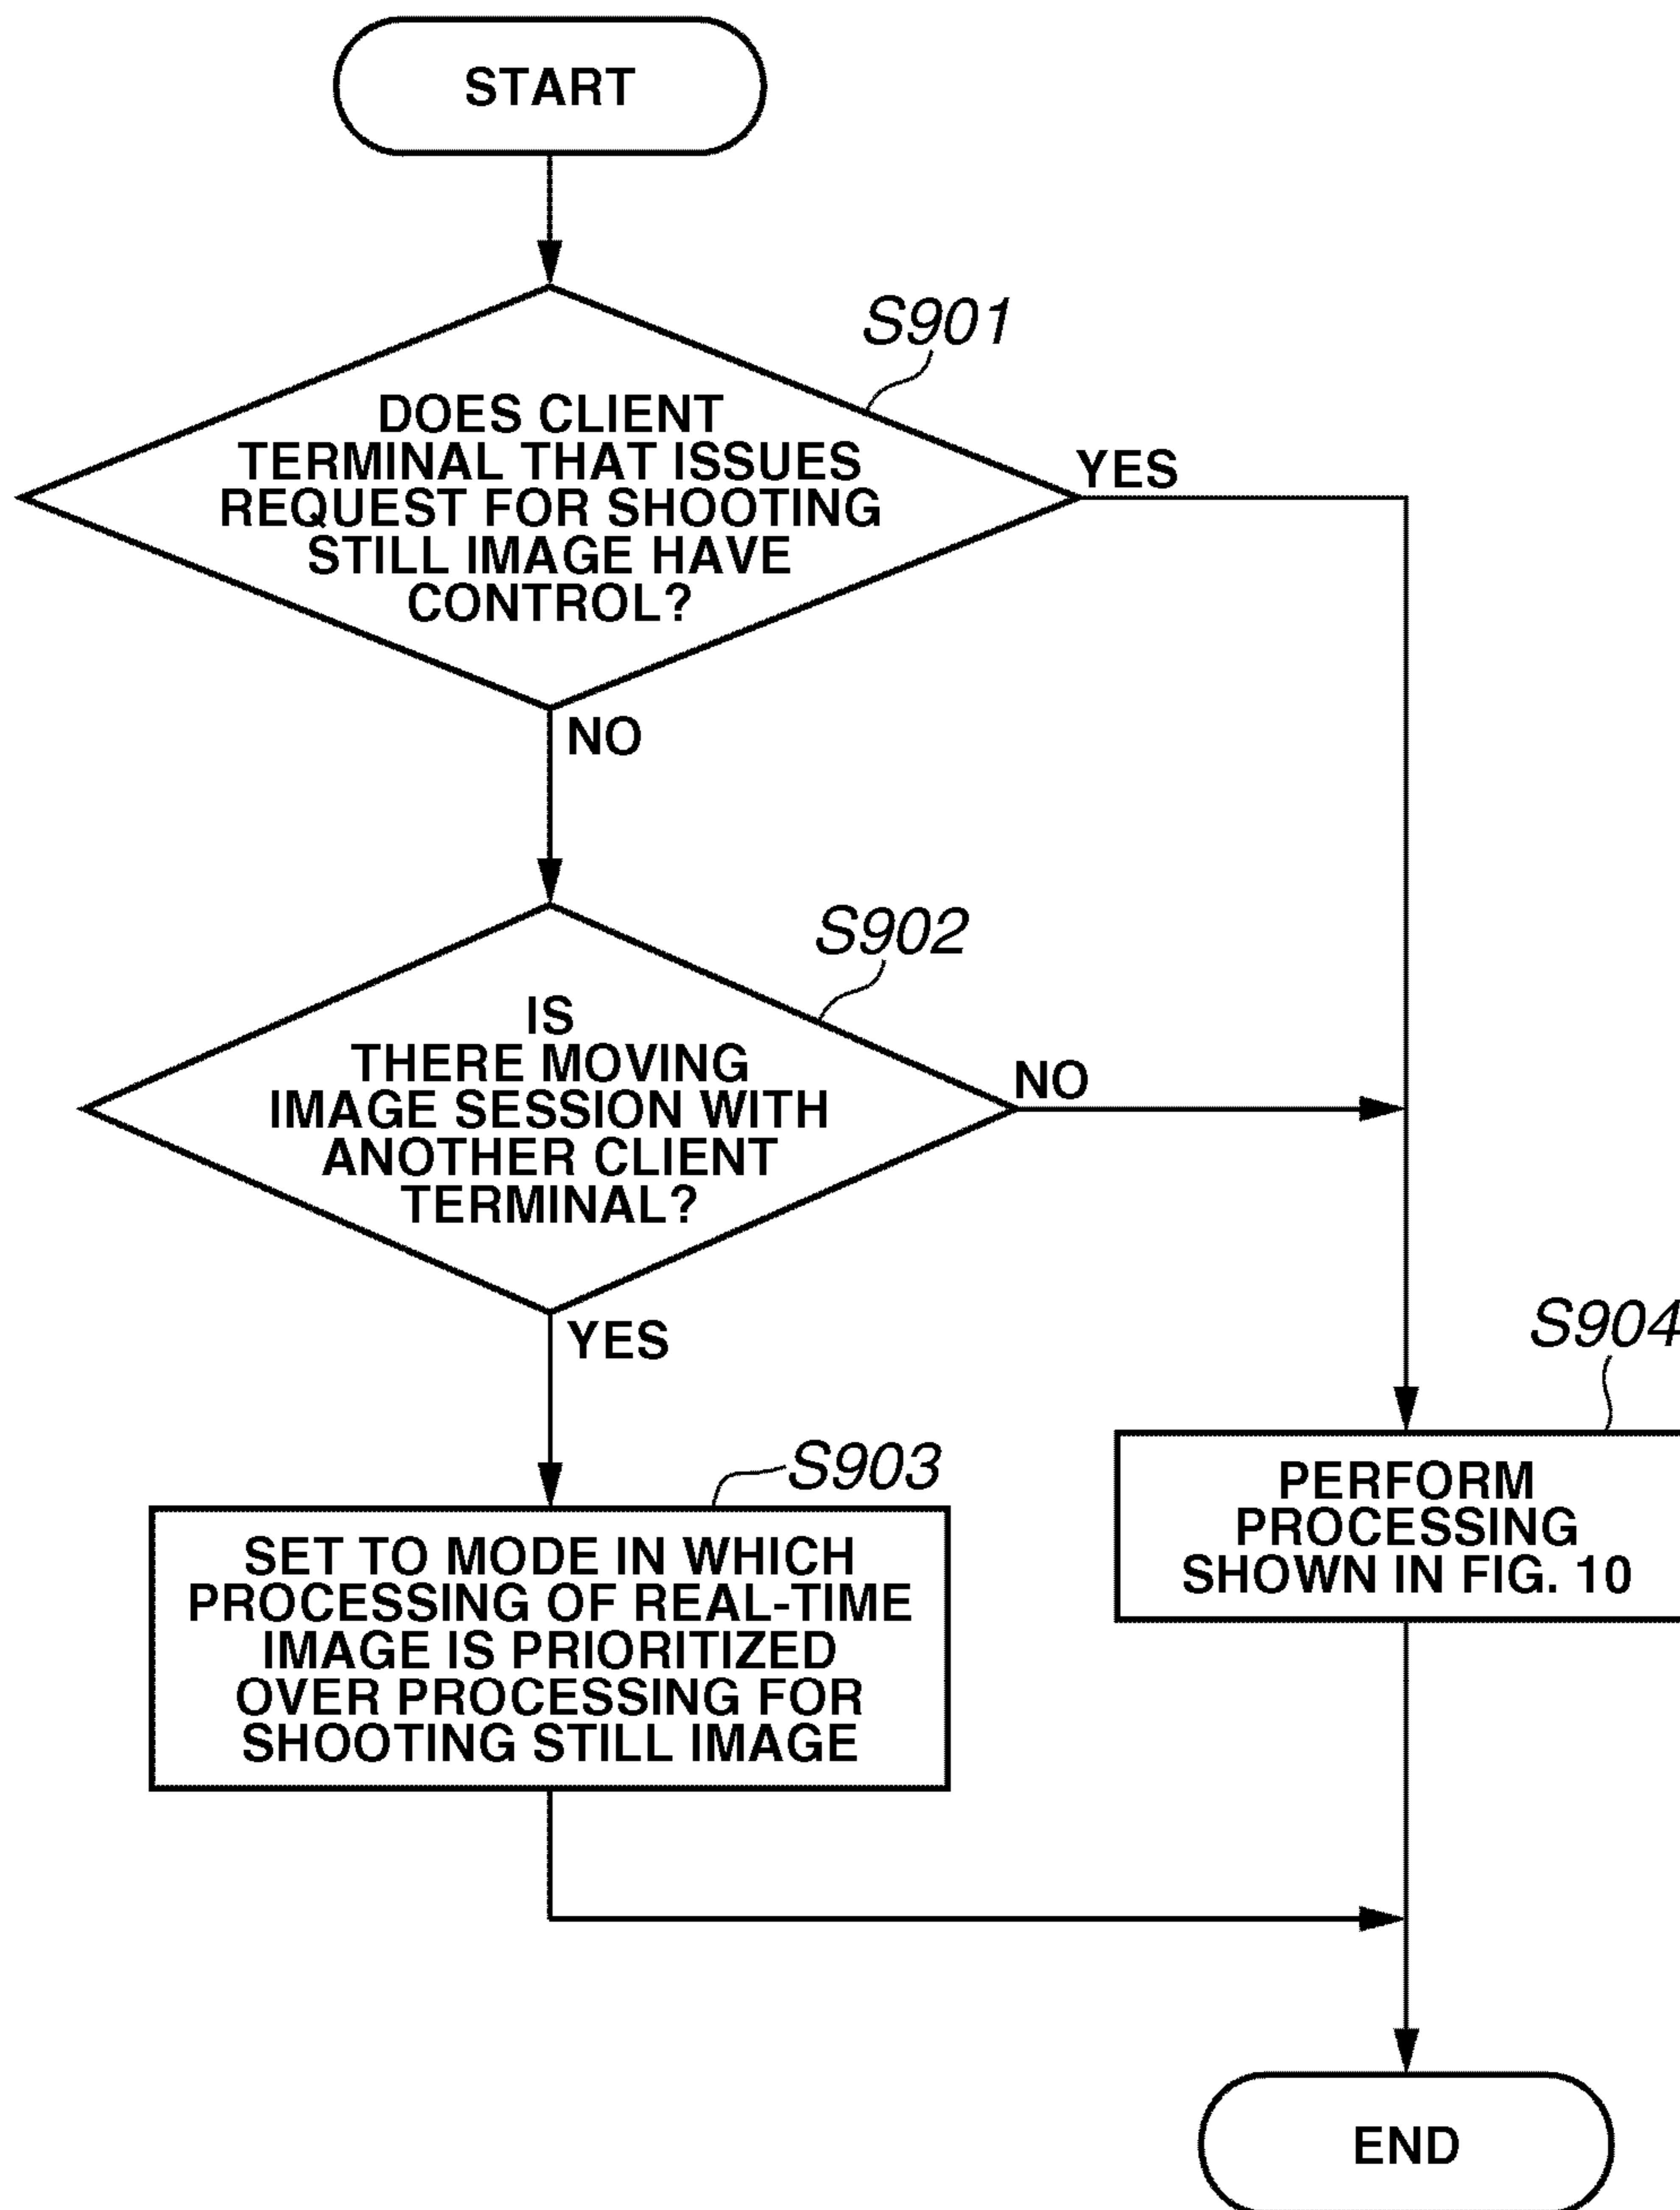 START
S901
DOES CLIENT
TERMINAL THAT ISSUES
REQUEST FOR SHOOTING
STILL IMAGE HAVE
CONTROL?
YES
NO
S902
IS
THERE MOVING
IMAGE SESSION WITH
ANOTHER CLIENT
TERMINAL?
NO
YES
S903
SET TO MODE IN WHICH
PROCESSING OF REAL-TIME
IMAGE IS PRIORITIZED
OVER PROCESSING FOR
SHOOTING STILL IMAGE
S904
PERFORM
PROCESSING
SHOWN IN FIG. 10
END